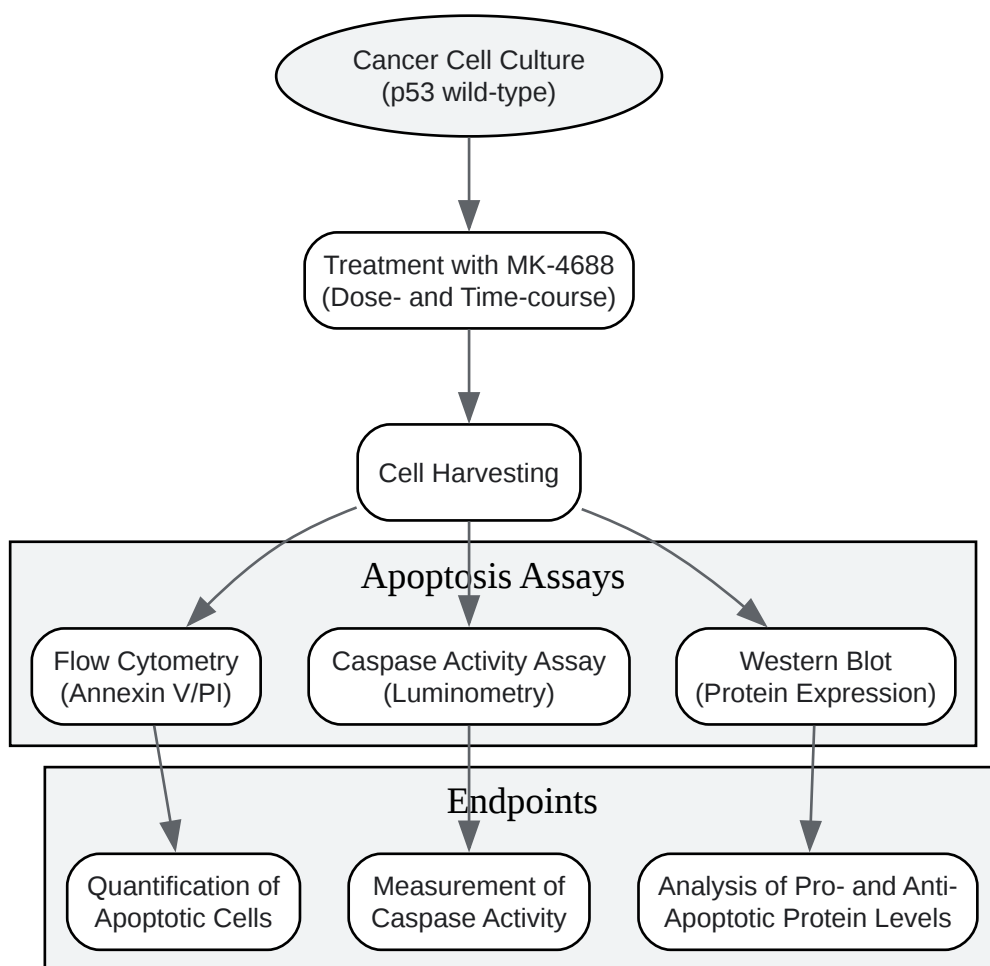 Cancer Cell Culture
(p53 wild-type)
Treatment with MK-4688
(Dose- and Time-course)
Cell Harvesting
Apoptosis Assays
Flow Cytometry
(Annexin V/PI)
Caspase Activity Assay
(Luminometry)
Western Blot
(Protein Expression)
Endpoints
Quantification of
Apoptotic Cells
Measurement of
Caspase Activity
Analysis of Pro- and Anti-
Apoptotic Protein Levels